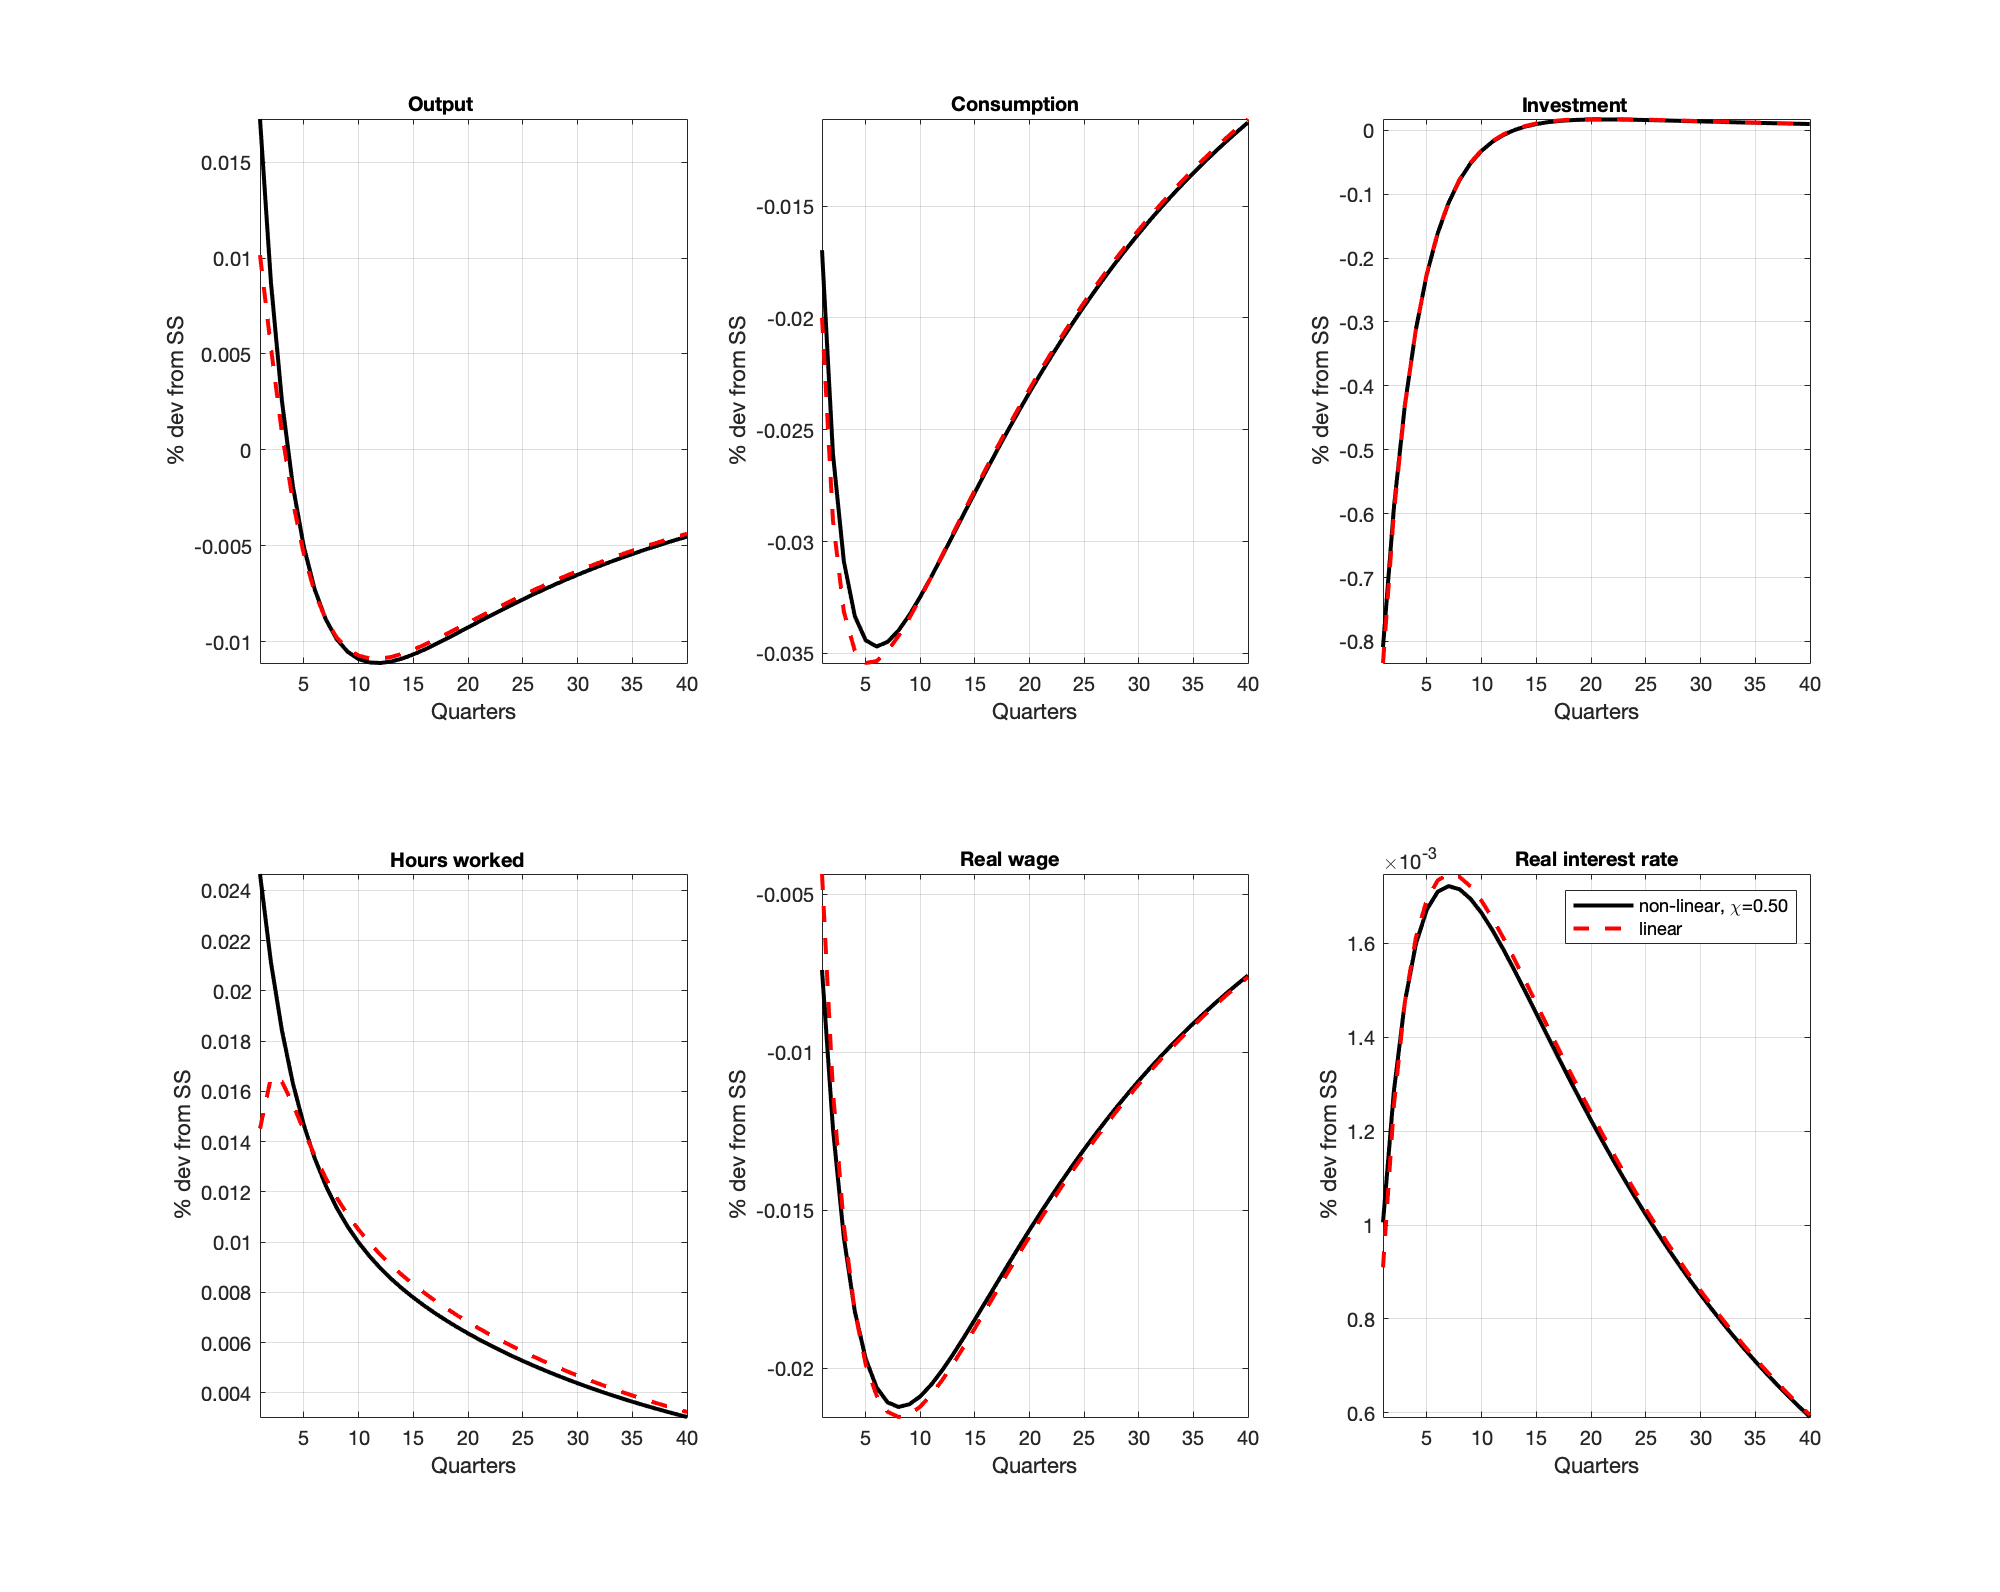 Output
% dev from SS
0.015
0.01
0.005
0
-0.005
-0.01
5 10 15 20 25 30 35 40
Quarters
Consumption
% dev from SS
-0.015
-0.02
-0.025
-0.03
-0.035
5 10 15 20 25 30 35 40
Quarters
Investment
% dev from SS
0
-0.1
-0.2
-0.3
-0.4
-0.5
-0.6
-0.7
-0.8
5 10 15 20 25 30 35 40
Quarters
Hours worked
% dev from SS
0.024
0.022
0.02
0.018
0.016
0.014
0.012
0.01
0.008
0.006
0.004
5 10 15 20 25 30 35 40
Quarters
Real wage
% dev from SS
-0.005
-0.01
-0.015
-0.02
5 10 15 20 25 30 35 40
Quarters
×10⁻³
Real interest rate
non-linear, χ=0.50
linear
% dev from SS
1.6
1.4
1.2
1
0.8
0.6
5 10 15 20 25 30 35 40
Quarters